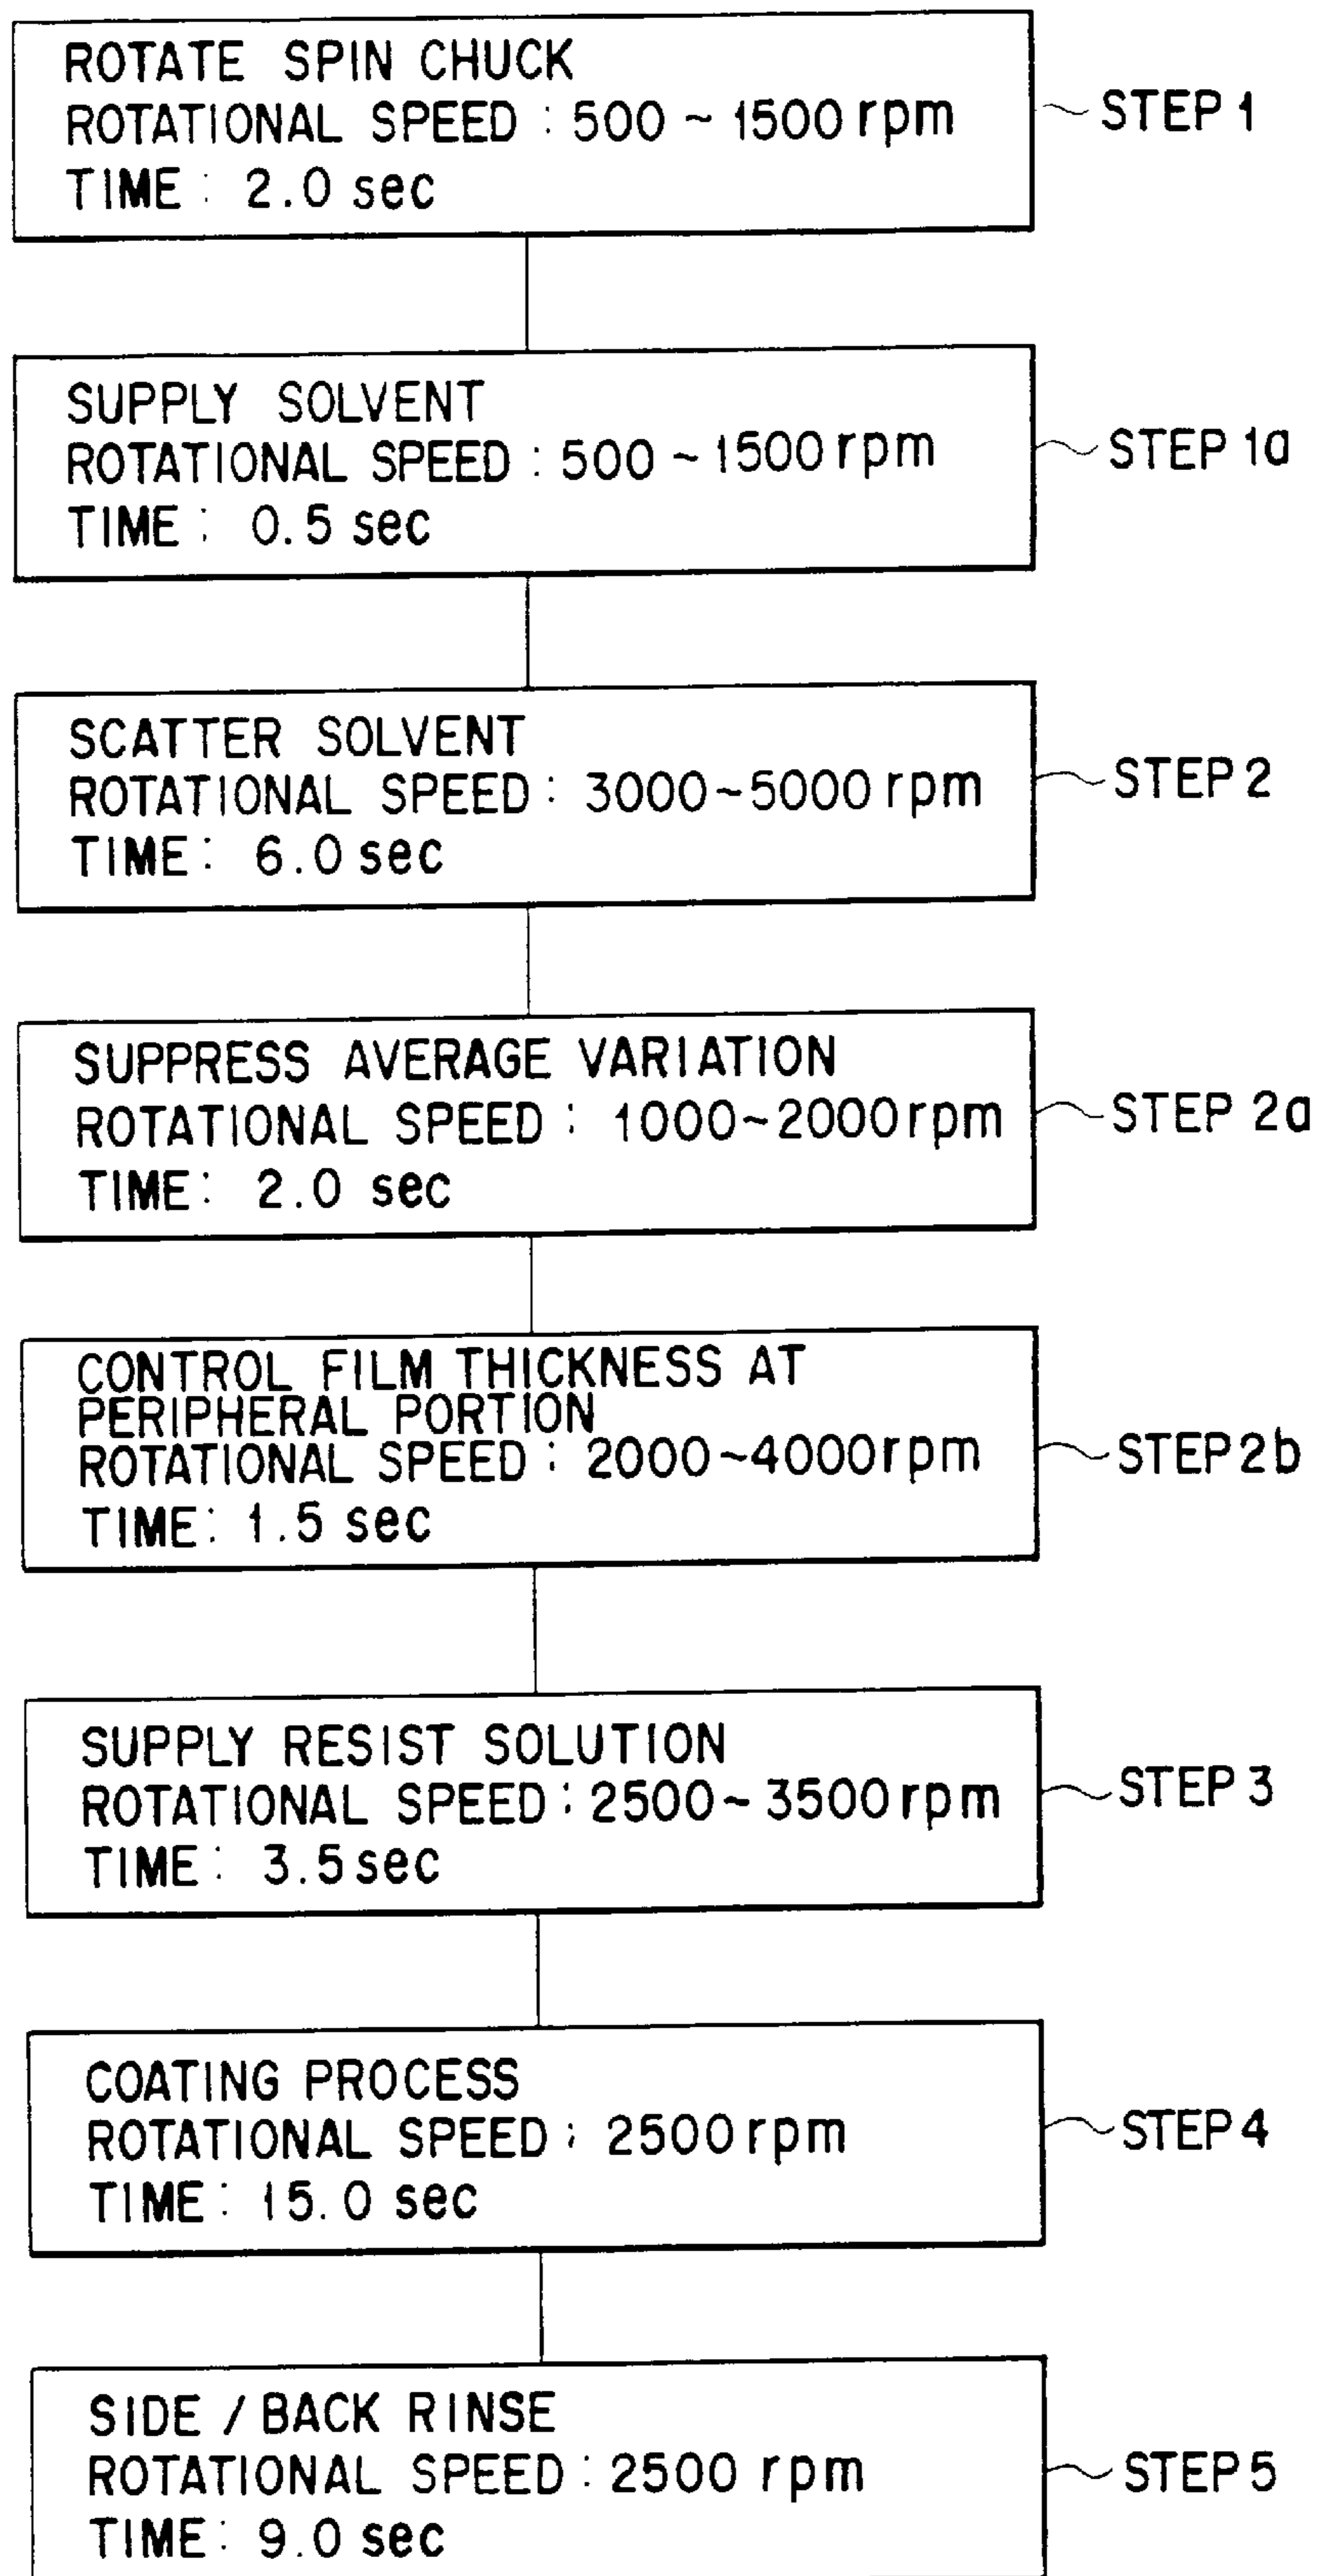 ROTATE SPIN CHUCK
ROTATIONAL SPEED : 500 ~ 1500 rpm
TIME : 2.0 sec
STEP 1
SUPPLY SOLVENT
ROTATIONAL SPEED : 500 ~ 1500 rpm
TIME : 0.5 sec
STEP 1a
SCATTER SOLVENT
ROTATIONAL SPEED : 3000~5000 rpm
TIME : 6.0 sec
STEP 2
SUPPRESS AVERAGE VARIATION
ROTATIONAL SPEED : 1000~2000 rpm
TIME : 2.0 sec
STEP 2a
CONTROL FILM THICKNESS AT
PERIPHERAL PORTION
ROTATIONAL SPEED : 2000~4000 rpm
TIME : 1.5 sec
STEP 2b
SUPPLY RESIST SOLUTION
ROTATIONAL SPEED : 2500~ 3500 rpm
TIME : 3.5 sec
STEP 3
COATING PROCESS
ROTATIONAL SPEED : 2500 rpm
TIME : 15.0 sec
STEP 4
SIDE / BACK RINSE
ROTATIONAL SPEED : 2500 rpm
TIME : 9.0 sec
STEP 5